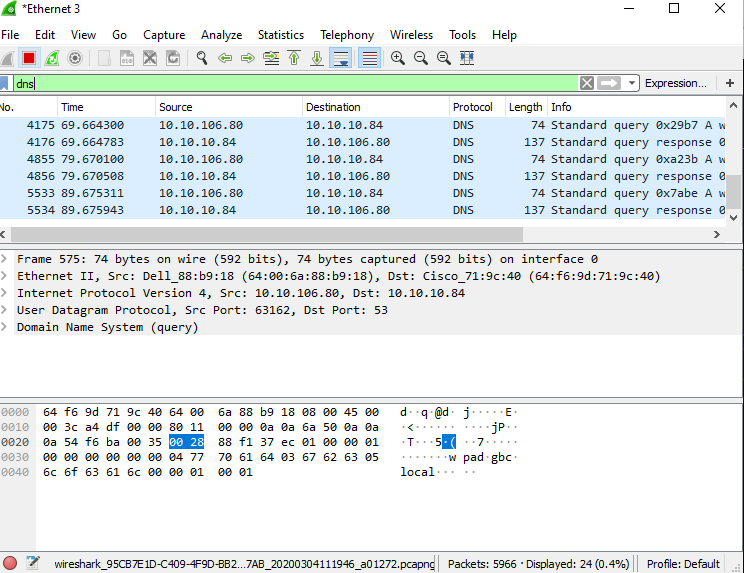 *Ethernet 3
File Edit View Go Capture Analyze Statistics Telephony Wireless Tools Help
dns Expression... +
No. Time Source Destination Protocol Length Info
4175 69.664300 10.10.106.80 10.10.10.84 DNS 74 Standard query 0x29b7 A w
4176 69.664783 10.10.10.84 10.10.106.80 DNS 137 Standard query response 0
4855 79.670100 10.10.106.80 10.10.10.84 DNS 74 Standard query 0xa23b A w
4856 79.670508 10.10.10.84 10.10.106.80 DNS 137 Standard query response 0
5533 89.675311 10.10.106.80 10.10.10.84 DNS 74 Standard query 0x7abe A w
5534 89.675943 10.10.10.84 10.10.106.80 DNS 137 Standard query response 0
Frame 575: 74 bytes on wire (592 bits), 74 bytes captured (592 bits) on interface 0
Ethernet II, Src: Dell_88:b9:18 (64:00:6a:88:b9:18), Dst: Cisco_71:9c:40 (64:f6:9d:71:9c:40)
Internet Protocol Version 4, Src: 10.10.106.80, Dst: 10.10.10.84
User Datagram Protocol, Src Port: 63162, Dst Port: 53
Domain Name System (query)
0000 64 f6 9d 71 9c 40 64 00 6a 88 b9 18 08 00 45 00 d··q·@d· j·····E·
0010 00 3c a4 df 00 00 80 11 00 00 0a 0a 6a 50 0a 0a ·<······ ····jP··
0020 0a 54 f6 ba 00 35 00 28 88 f1 37 ec 01 00 00 01 ·T···5·( ··7·····
0030 00 00 00 00 00 00 04 77 70 61 64 03 67 62 63 05 ·······w pad·gbc·
0040 6c 6f 63 61 6c 00 00 01 00 01 local··· ··
wireshark_95CB7E1D-C409-4F9D-BB2...7AB_20200304111946_a01272.pcapng Packets: 5966 · Displayed: 24 (0.4%) Profile: Default